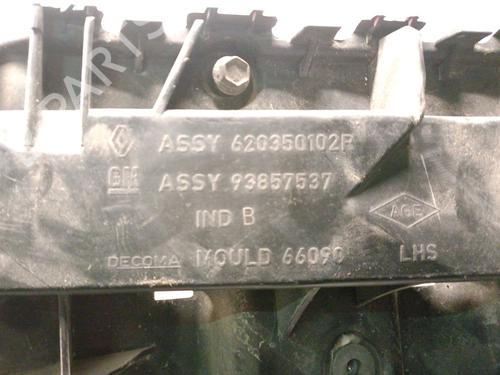 ASSY 620350102R
GM ASSY 93857537
IND B
AGE
DECOMA MOULD 66090 LHS